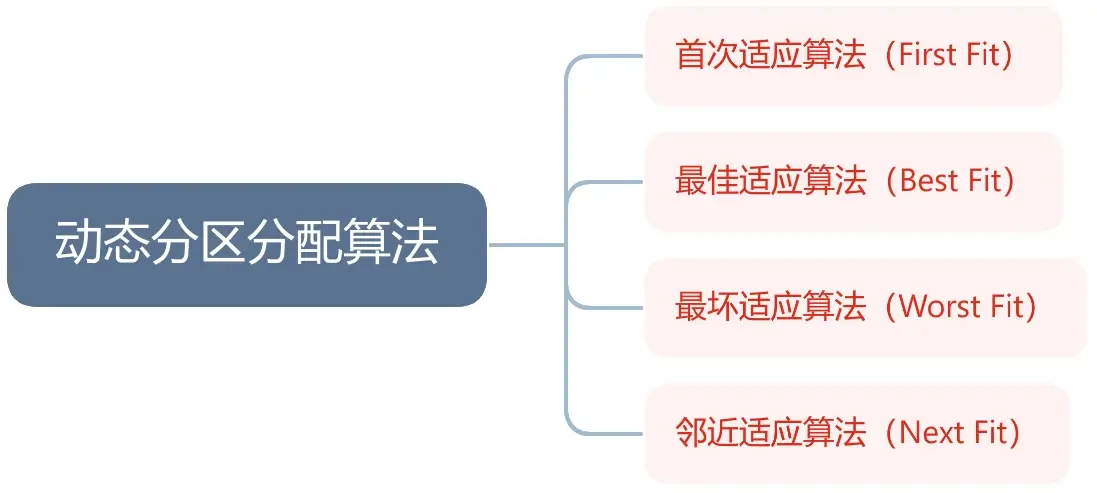 动态分区分配算法
首次适应算法（First Fit）
最佳适应算法（Best Fit）
最坏适应算法（Worst Fit）
邻近适应算法（Next Fit）